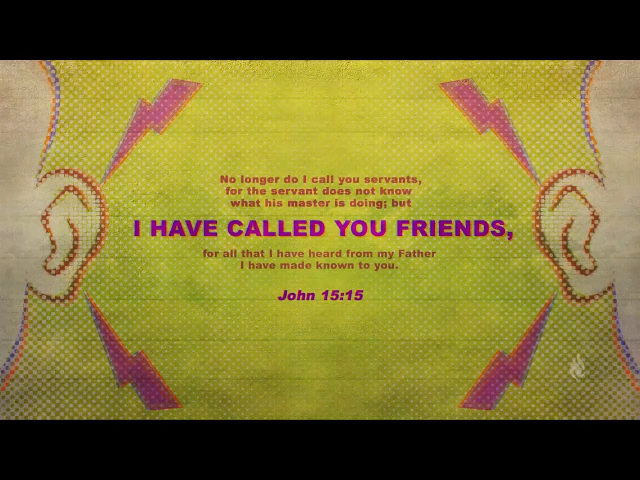 No longer do I call you servants,
for the servant does not know
what his master is doing; but
I HAVE CALLED YOU FRIENDS,
for all that I have heard from my Father
I have made known to you.
John 15:15